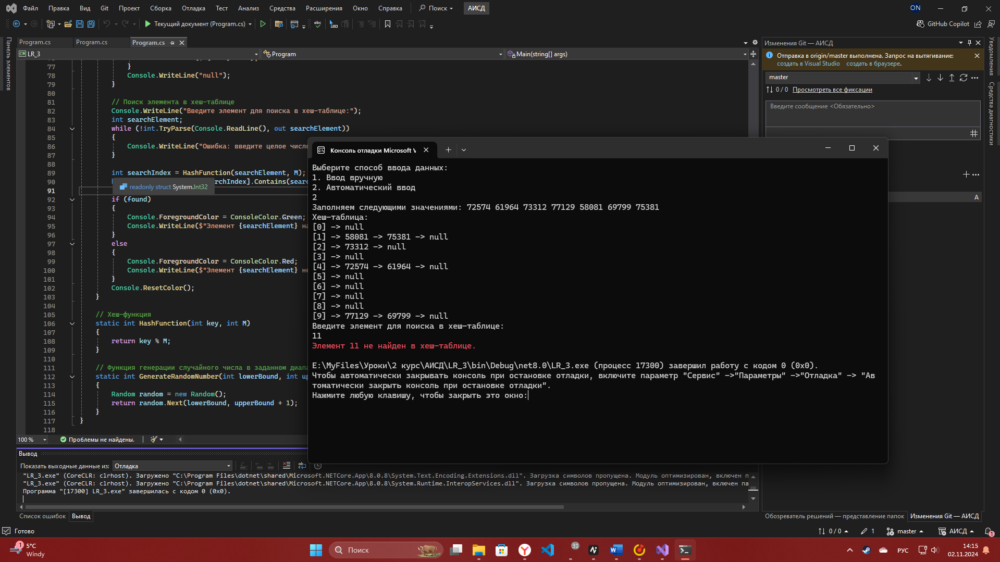 Файл Правка Вид Git Проект Сборка Отладка Тест Анализ Средства Расширения Окно Справка Поиск АИСД ON
Текущий документ (Program.cs) GitHub Copilot
Панель элементов
Program.cs Program.cs Program.cs
LR_3 Program Main(string[] args)
77 }
78 Console.WriteLine("null");
79 }
80
81 // Поиск элемента в хеш-таблице
82 Console.WriteLine("Введите элемент для поиска в хеш-таблице:");
83 int searchElement;
84 while (!int.TryParse(Console.ReadLine(), out searchElement))
85 {
86 Console.WriteLine("Ошибка: введите целое числ
87 }
88
89 int searchIndex = HashFunction(searchElement, M);
90 rchIndex].Contains(sear
readonly struct System.Int32
91
92 if (found)
93 {
94 Console.ForegroundColor = ConsoleColor.Green;
95 Console.WriteLine($"Элемент {searchElement} на
96 }
97 else
98 {
99 Console.ForegroundColor = ConsoleColor.Red;
100 Console.WriteLine($"Элемент {searchElement} не
101 }
102 Console.ResetColor();
103 }
104
105 // Хеш-функция
106 static int HashFunction(int key, int M)
107 {
108 return key % M;
109 }
110
111 // Функция генерации случайного числа в заданном диап
112 static int GenerateRandomNumber(int lowerBound, int up
113 {
114 Random random = new Random();
115 return random.Next(lowerBound, upperBound + 1);
116 }
117 }
118
100 % Проблемы не найдены.
Консоль отладки Microsoft V
Выберите способ ввода данных:
1. Ввод вручную
2. Автоматический ввод
2
Заполняем следующими значениями: 72574 61964 73312 77129 58081 69799 75381
Хеш-таблица:
[0] -> null
[1] -> 58081 -> 75381 -> null
[2] -> 73312 -> null
[3] -> null
[4] -> 72574 -> 61964 -> null
[5] -> null
[6] -> null
[7] -> null
[8] -> null
[9] -> 77129 -> 69799 -> null
Введите элемент для поиска в хеш-таблице:
11
Элемент 11 не найден в хеш-таблице.
E:\MyFiles\Уроки\2 курс\АИСД\LR_3\bin\Debug\net8.0\LR_3.exe (процесс 17300) завершил работу с кодом 0 (0x0).
Чтобы автоматически закрывать консоль при остановке отладки, включите параметр "Сервис" ->"Параметры" ->"Отладка" -> "Ав
томатически закрыть консоль при остановке отладки".
Нажмите любую клавишу, чтобы закрыть это окно:
Изменения Git — АИСД
Отправка в origin/master выполнена. Запрос на вытягивание:
создать в Visual Studio создать в браузере.
master
0 / 0 Просмотреть все фиксации
Введите сообщение <Обязательно>
A
Уведомления
Средства диагностики
Вывод
Показать выходные данные из: Отладка
"LR_3.exe" (CoreCLR: clrhost). Загружено "C:\Program Files\dotnet\shared\Microsoft.NETCore.App\8.0.8\System.Text.Encoding.Extensions.dll". Загрузка символов пропущена. Модуль оптимизирован, включен п
"LR_3.exe" (CoreCLR: clrhost). Загружено "C:\Program Files\dotnet\shared\Microsoft.NETCore.App\8.0.8\System.Runtime.InteropServices.dll". Загрузка символов пропущена. Модуль оптимизирован, включен па
Программа "[17300] LR_3.exe" завершилась с кодом 0 (0x0).
Список ошибок Вывод
Обозреватель решений — представление папок Изменения Git — АИСД
Готово 0 / 0 1 master АИСД 1
1 5°C
Windy
Поиск 30 РУС
14:15
02.11.2024